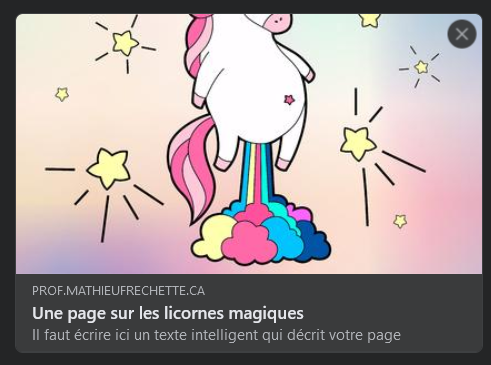 PROF.MATHIEUFRECHETTE.CA
Une page sur les licornes magiques
Il faut écrire ici un texte intelligent qui décrit votre page